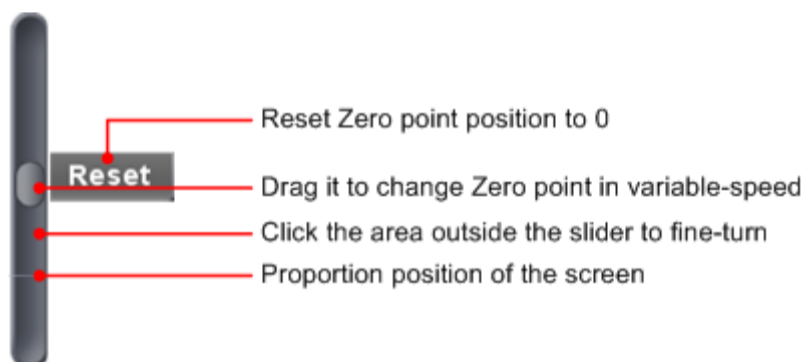 Reset Zero point position to 0
Reset
Drag it to change Zero point in variable-speed
Click the area outside the slider to fine-turn
Proportion position of the screen